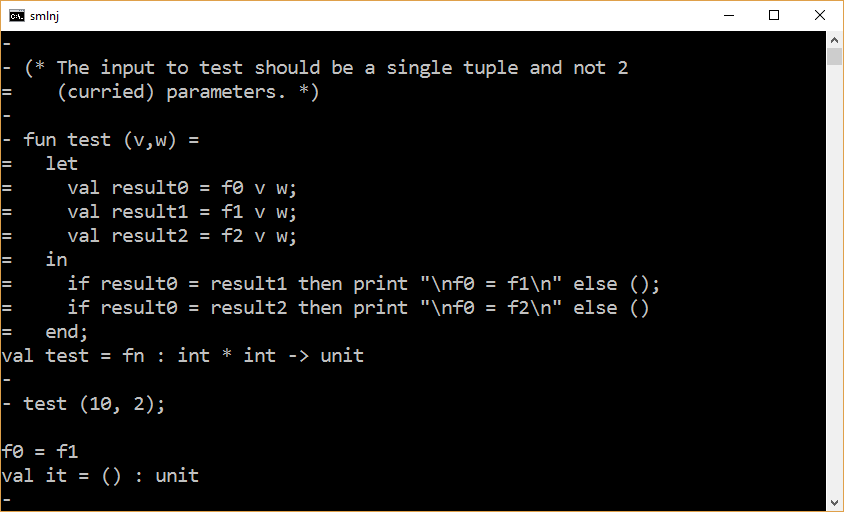 smlnj
-
- (* The input to test should be a single tuple and not 2
=    (curried) parameters. *)
-
- fun test (v,w) =
=   let
=     val result0 = f0 v w;
=     val result1 = f1 v w;
=     val result2 = f2 v w;
=   in
=     if result0 = result1 then print "\nf0 = f1\n" else ();
=     if result0 = result2 then print "\nf0 = f2\n" else ()
=   end;
val test = fn : int * int -> unit
-
- test (10, 2);

f0 = f1
val it = () : unit
-